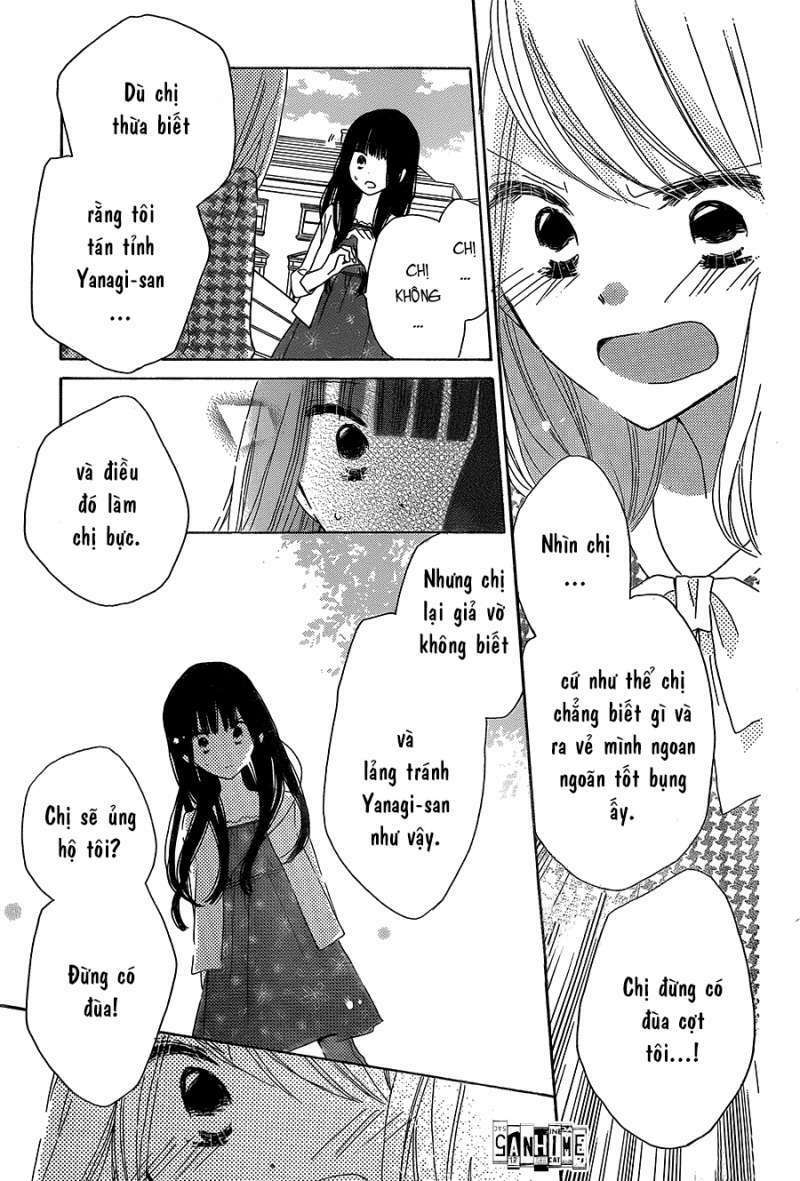 Nhìn chị
...
cứ như thể chị
chẳng biết gì và
ra vẻ mình ngoan
ngoãn tốt bụng
ấy.
Chị đừng có
đùa cợt
tôi...!
CHỊ
...
CHỊ
KHÔNG
...
Dù chị
thừa biết
rằng tôi
tán tỉnh
Yanagi-san
...
và điều
đó làm
chị bực.
Nhưng chị
lại giả vờ
không biết
và
lảng tránh
Yanagi-san
như vậy.
Chị sẽ ủng
hộ tôi?
Đừng có
đùa!
SANHIME